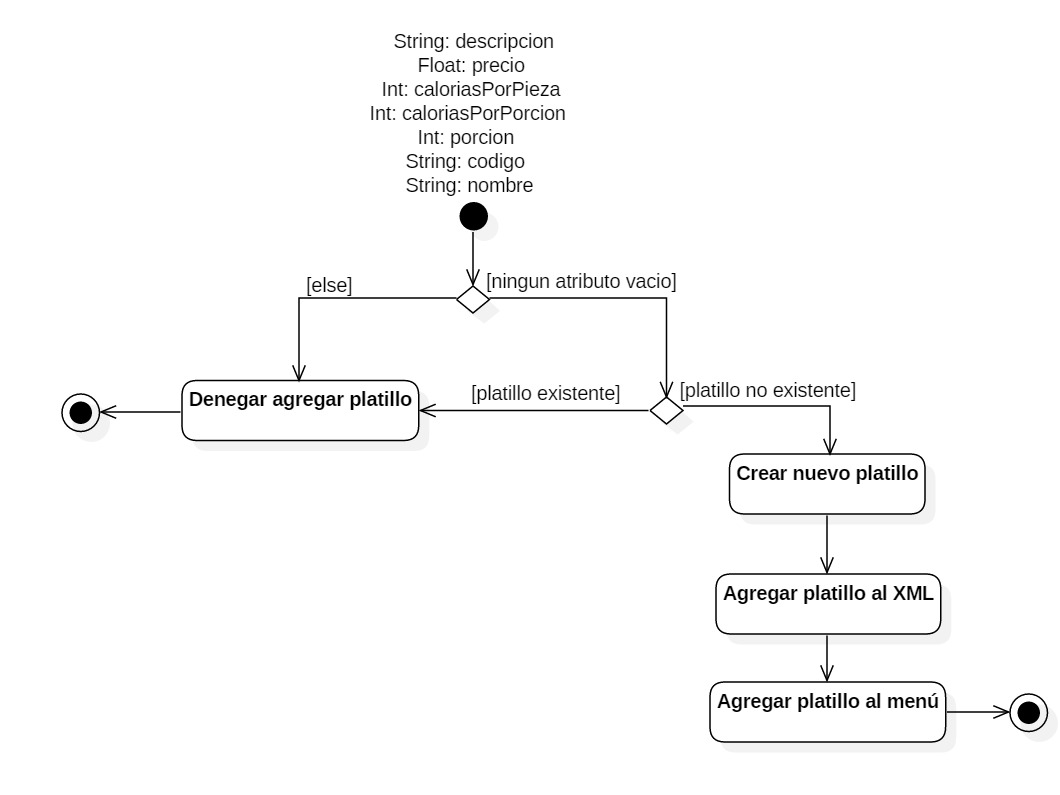 String: descripcion
Float: precio
Int: caloriasPorPieza
Int: caloriasPorPorcion
Int: porcion
String: codigo
String: nombre
[else]
[ningun atributo vacio]
Denegar agregar platillo
[platillo existente]
[platillo no existente]
Crear nuevo platillo
Agregar platillo al XML
Agregar platillo al menú